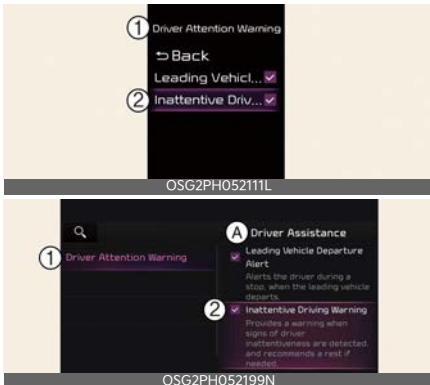 ① Driver Attention Warning
⮌ Back
Leading Vehicl...
② Inattentive Driv...
OSG2PH052111L
Ⓐ Driver Assistance
① Driver Attention Warning
Leading Vehicle Departure
Alert
Alerts the driver during a
stop, when the leading vehicle
departs.
② Inattentive Driving Warning
Provides a warning when
signs of driver
inattentiveness are detected,
and recommends a rest if
needed.
OSG2PH052199N